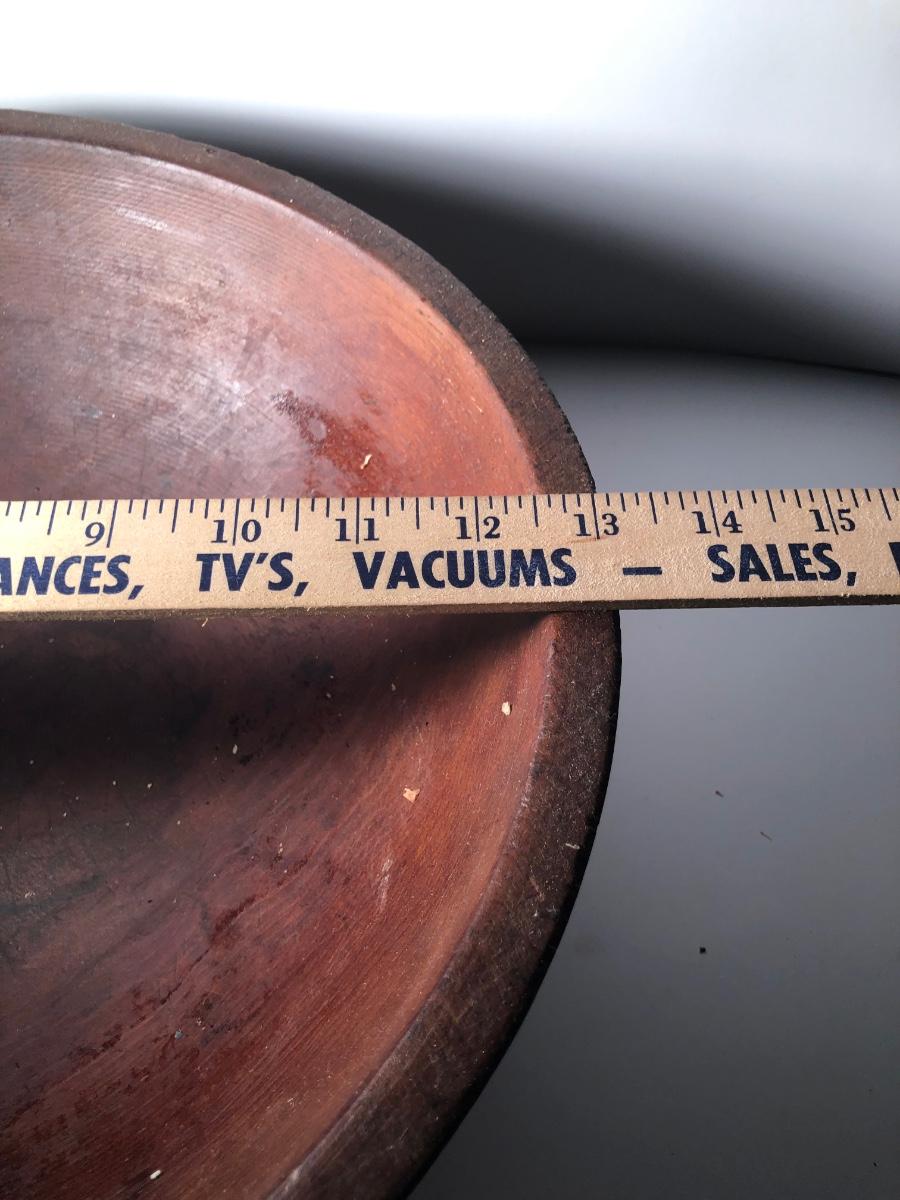 9 10 11 12 13 14 15
ANCES, TV'S, VACUUMS — SALES,